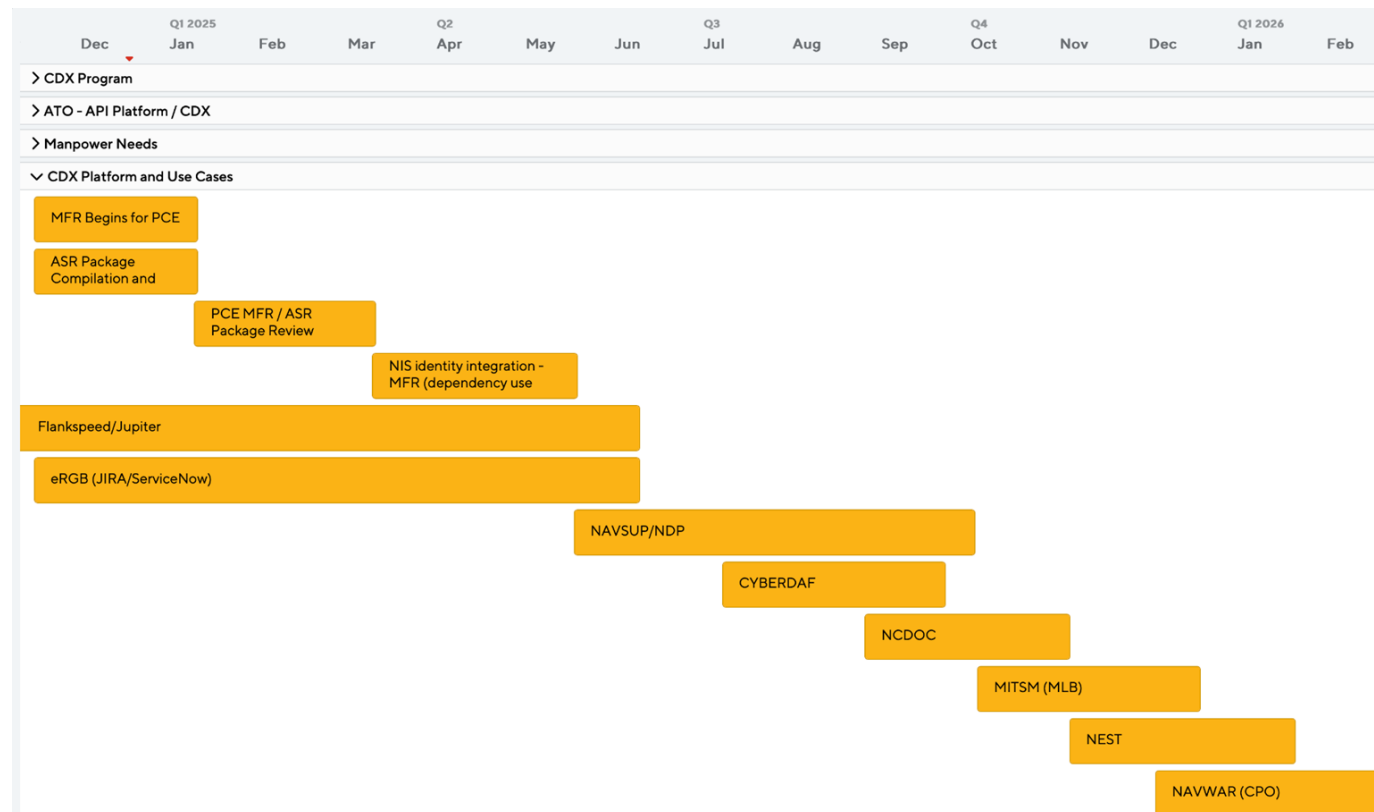 Q1 2025 Q2 Q3 Q4 Q1 2026
Dec Jan Feb Mar Apr May Jun Jul Aug Sep Oct Nov Dec Jan Feb
CDX Program
ATO - API Platform / CDX
Manpower Needs
CDX Platform and Use Cases
MFR Begins for PCE
ASR Package
Compilation and
PCE MFR / ASR
Package Review
NIS identity integration -
MFR (dependency use
Flankspeed/Jupiter
eRGB (JIRA/ServiceNow)
NAVSUP/NDP
CYBERDAF
NCDOC
MITSM (MLB)
NEST
NAVWAR (CPO)